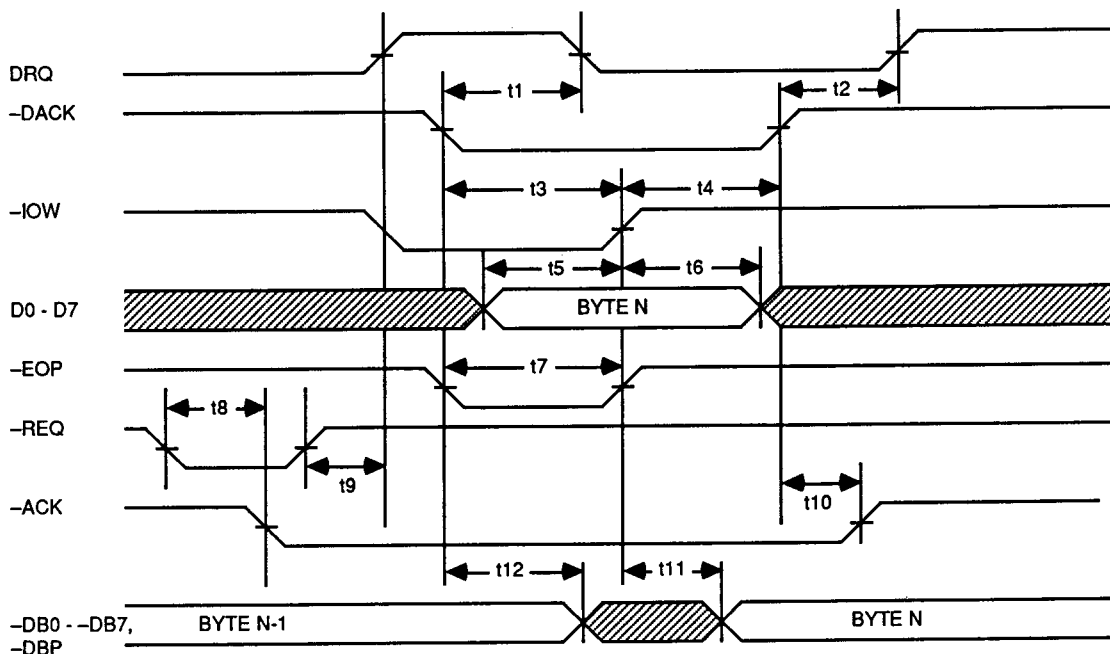 DRQ
t1
t2
–DACK
t3
t4
–IOW
t5
t6
D0 - D7
BYTE N
–EOP
t7
t8
–REQ
t9
–ACK
t10
t12
t11
–DB0 - –DB7,
BYTE N-1
BYTE N
–DBP